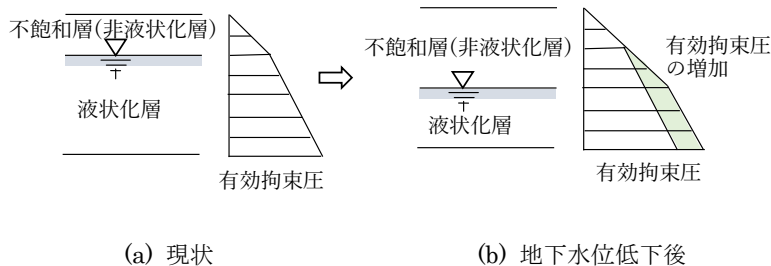 不飽和層(非液状化層)
液状化層
有効拘束圧
(a) 現状
不飽和層(非液状化層)
液状化層
有効拘束圧
の増加
有効拘束圧
(b) 地下水位低下後